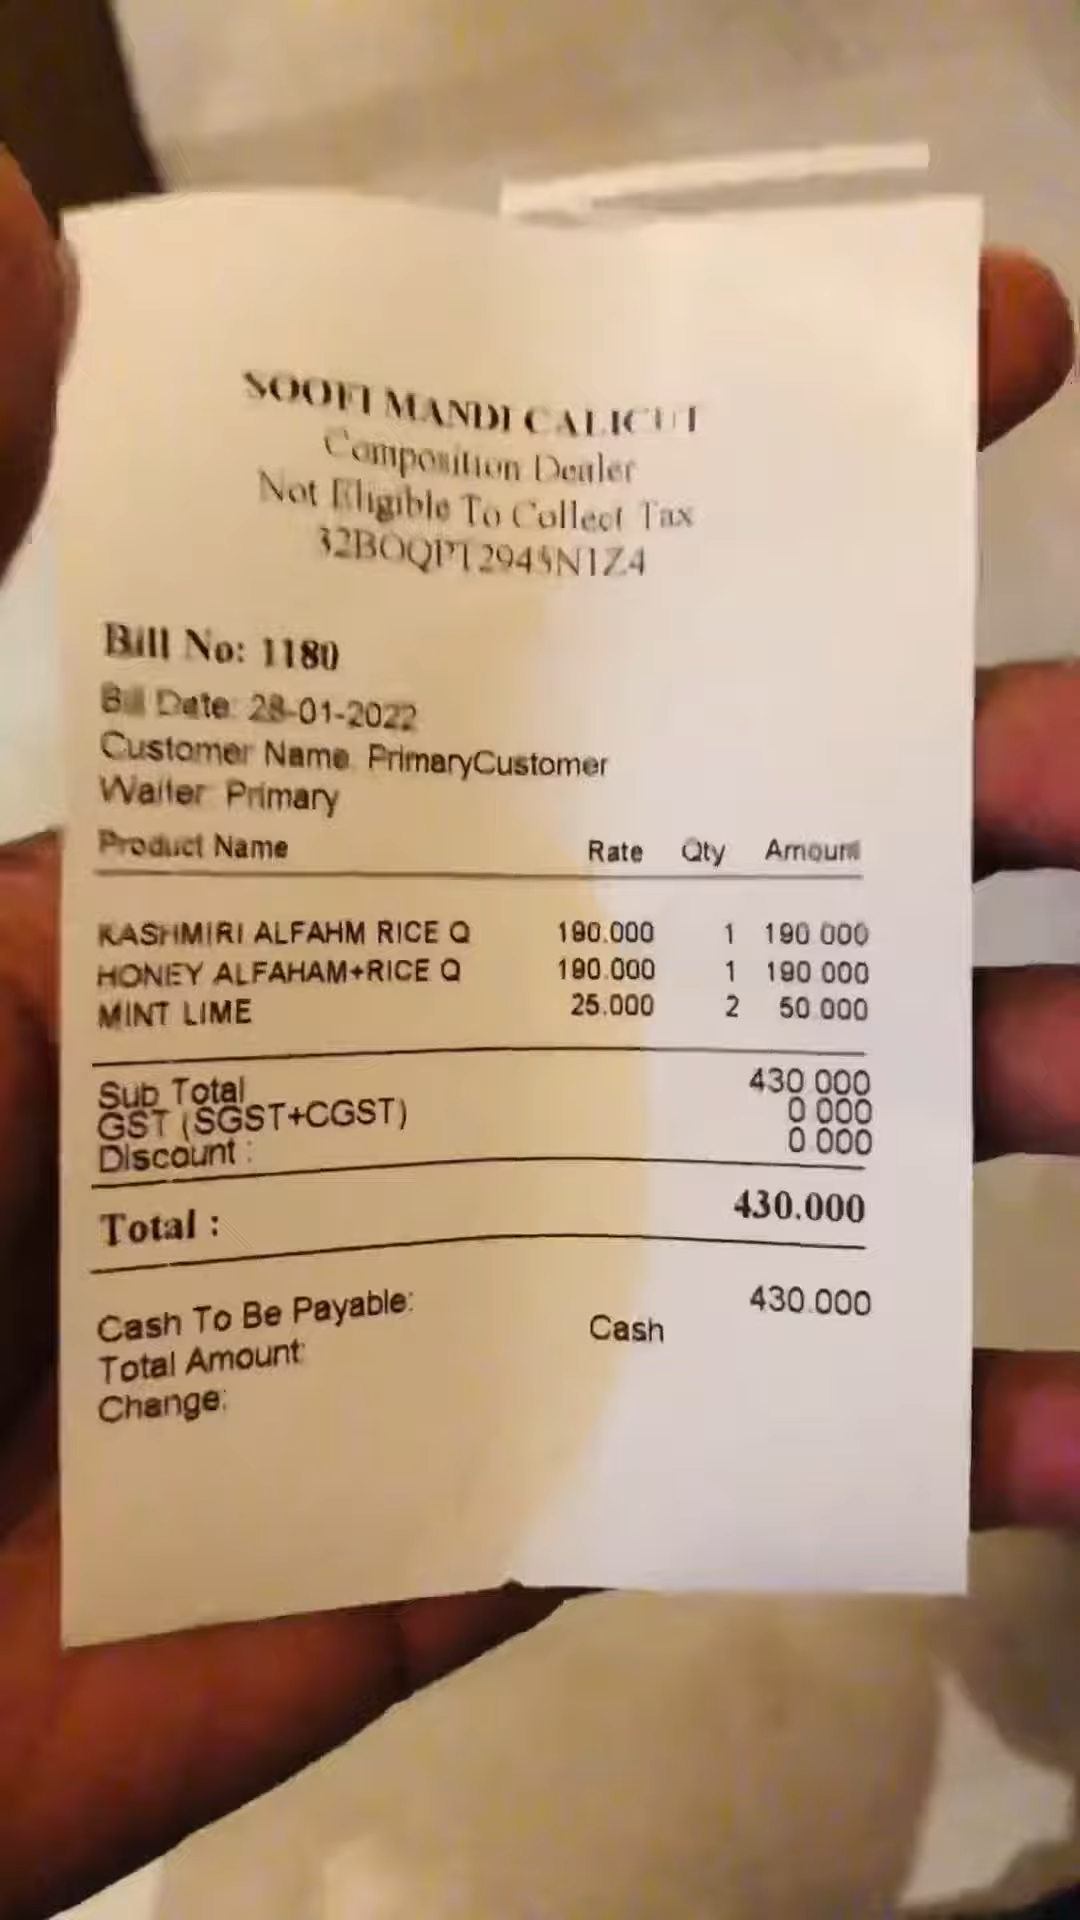 SOOFI MANDI CALICUT
Composition Dealer
Not Eligible To Collect Tax
32BOQPT2945N1Z4
Bill No: 1180
Bill Date: 28-01-2022
Customer Name PrimaryCustomer
Waiter Primary
Product Name Rate Qty Amount
KASHMIRI ALFAHM RICE Q 190.000 1 190.000
HONEY ALFAHAM+RICE Q 190.000 1 190.000
MINT LIME 25.000 2 50.000
Sub Total 430.000
GST (SGST+CGST) 0.000
Discount : 0.000
Total : 430.000
Cash To Be Payable: 430.000
Total Amount: Cash
Change: